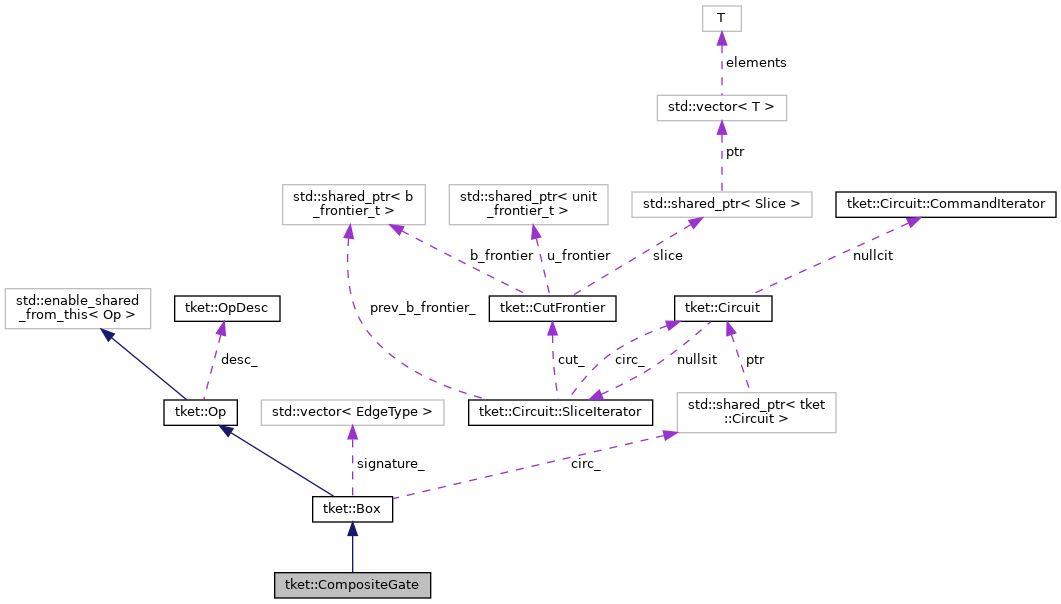 T
elements
std::vector< T >
ptr
std::shared_ptr< b
_frontier_t >
std::shared_ptr< unit
_frontier_t >
std::shared_ptr< Slice >
tket::Circuit::CommandIterator
b_frontier
u_frontier
slice
nullcit
std::enable_shared
_from_this< Op >
tket::OpDesc
prev_b_frontier_
tket::CutFrontier
tket::Circuit
desc_
cut_
circ_
nullsit
ptr
tket::Op
std::vector< EdgeType >
tket::Circuit::SliceIterator
std::shared_ptr< tket
::Circuit >
signature_
circ_
tket::Box
tket::CompositeGate